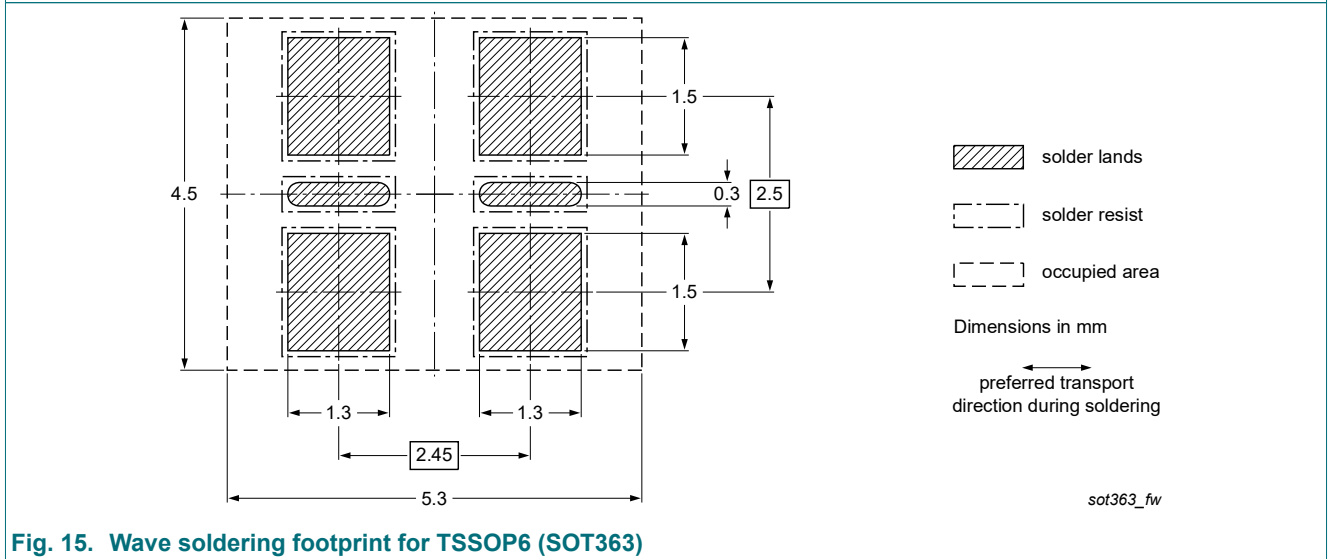 1.5
4.5
0.3
2.5
1.5
1.3
1.3
2.45
5.3
solder lands
solder resist
occupied area
Dimensions in mm
preferred transport
direction during soldering
sot363_fw
Fig. 15. Wave soldering footprint for TSSOP6 (SOT363)